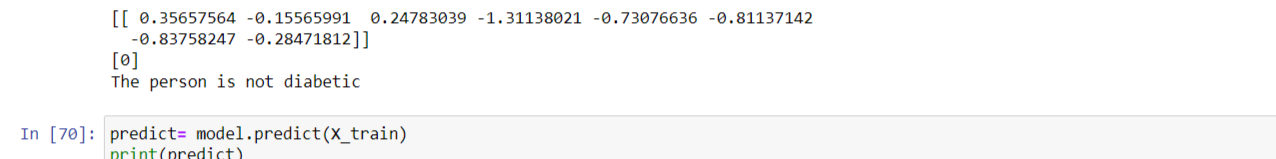 [[ 0.35657564 -0.15565991  0.24783039 -1.31138021 -0.73076636 -0.81137142
  -0.83758247 -0.28471812]]
[0]
The person is not diabetic
In [70]: predict= model.predict(X_train)
print(predict)